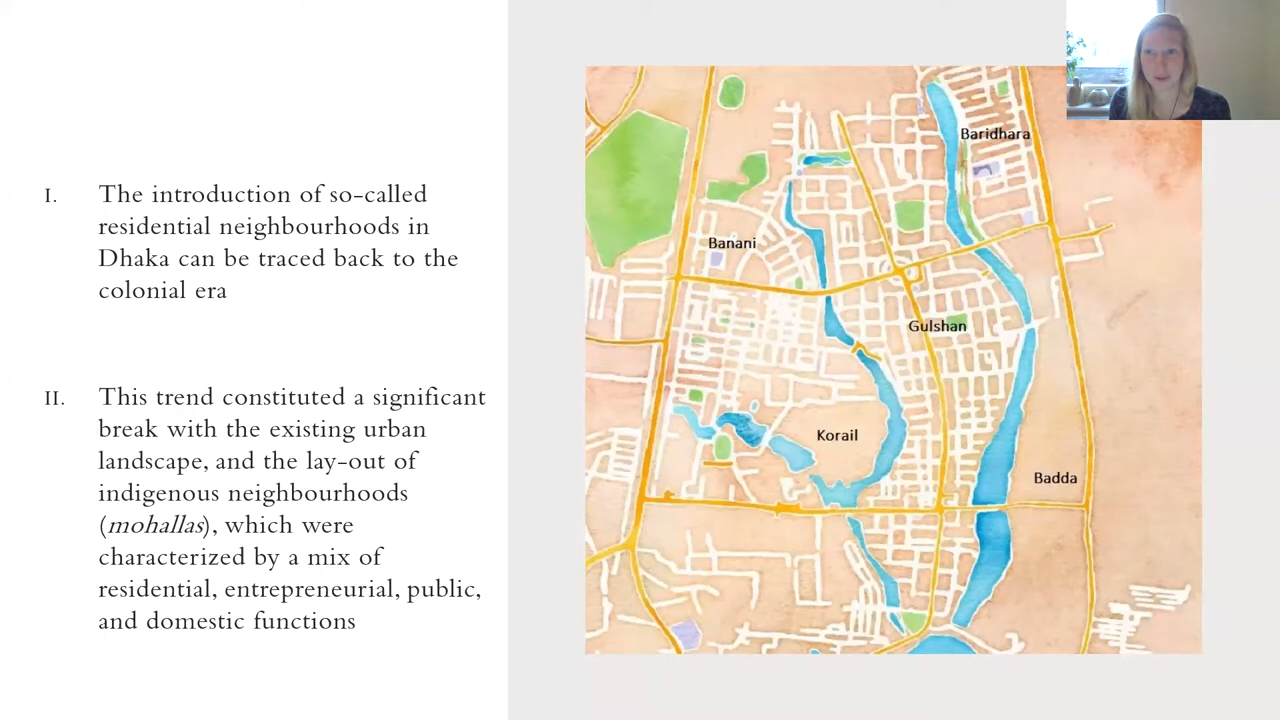 I. The introduction of so-called
residential neighbourhoods in
Dhaka can be traced back to the
colonial era
II. This trend constituted a significant
break with the existing urban
landscape, and the lay-out of
indigenous neighbourhoods
(mohallas), which were
characterized by a mix of
residential, entrepreneurial, public,
and domestic functions
Baridhara
Banani
Gulshan
Korail
Badda